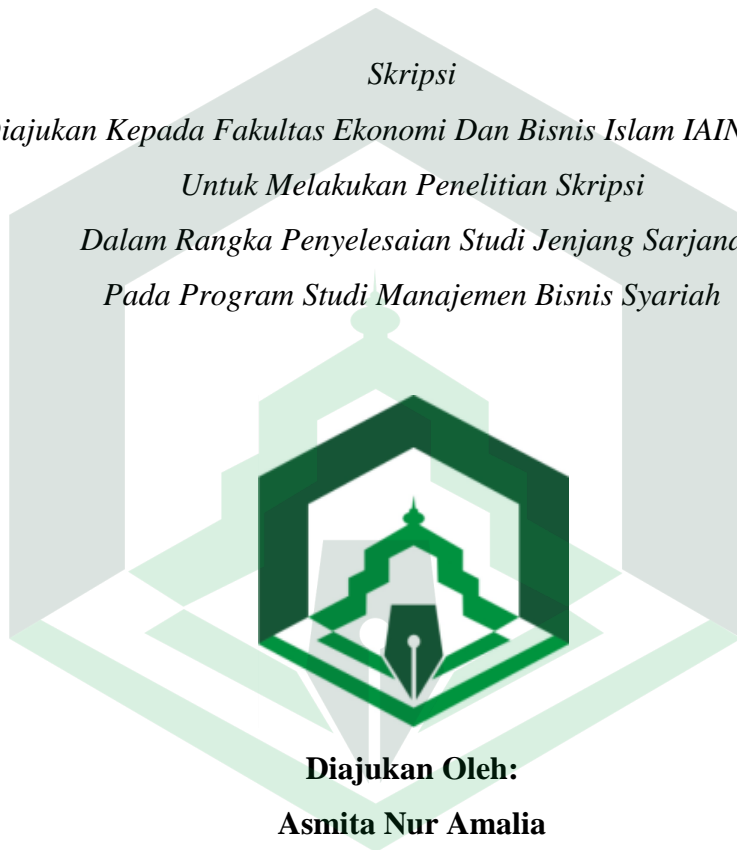 Skripsi
iajukan Kepada Fakultas Ekonomi Dan Bisnis Islam IAIN
Untuk Melakukan Penelitian Skripsi
Dalam Rangka Penyelesaian Studi Jenjang Sarjana
Pada Program Studi Manajemen Bisnis Syariah
Diajukan Oleh:
Asmita Nur Amalia